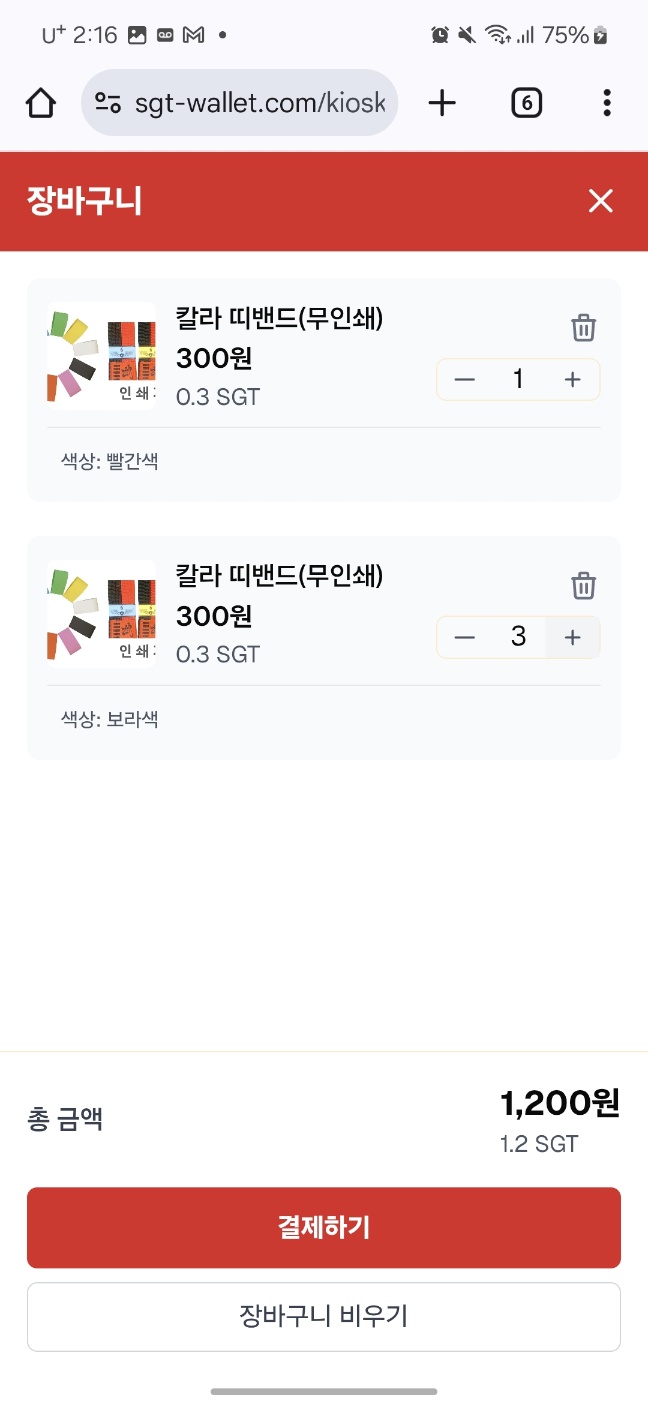 U+ 2:16
75%
sgt-wallet.com/kiosk
6
장바구니
칼라 띠밴드(무인쇄)
300원
0.3 SGT
1
인 쇄
색상: 빨간색
칼라 띠밴드(무인쇄)
300원
0.3 SGT
3
인 쇄
색상: 보라색
총 금액
1,200원
1.2 SGT
결제하기
장바구니 비우기